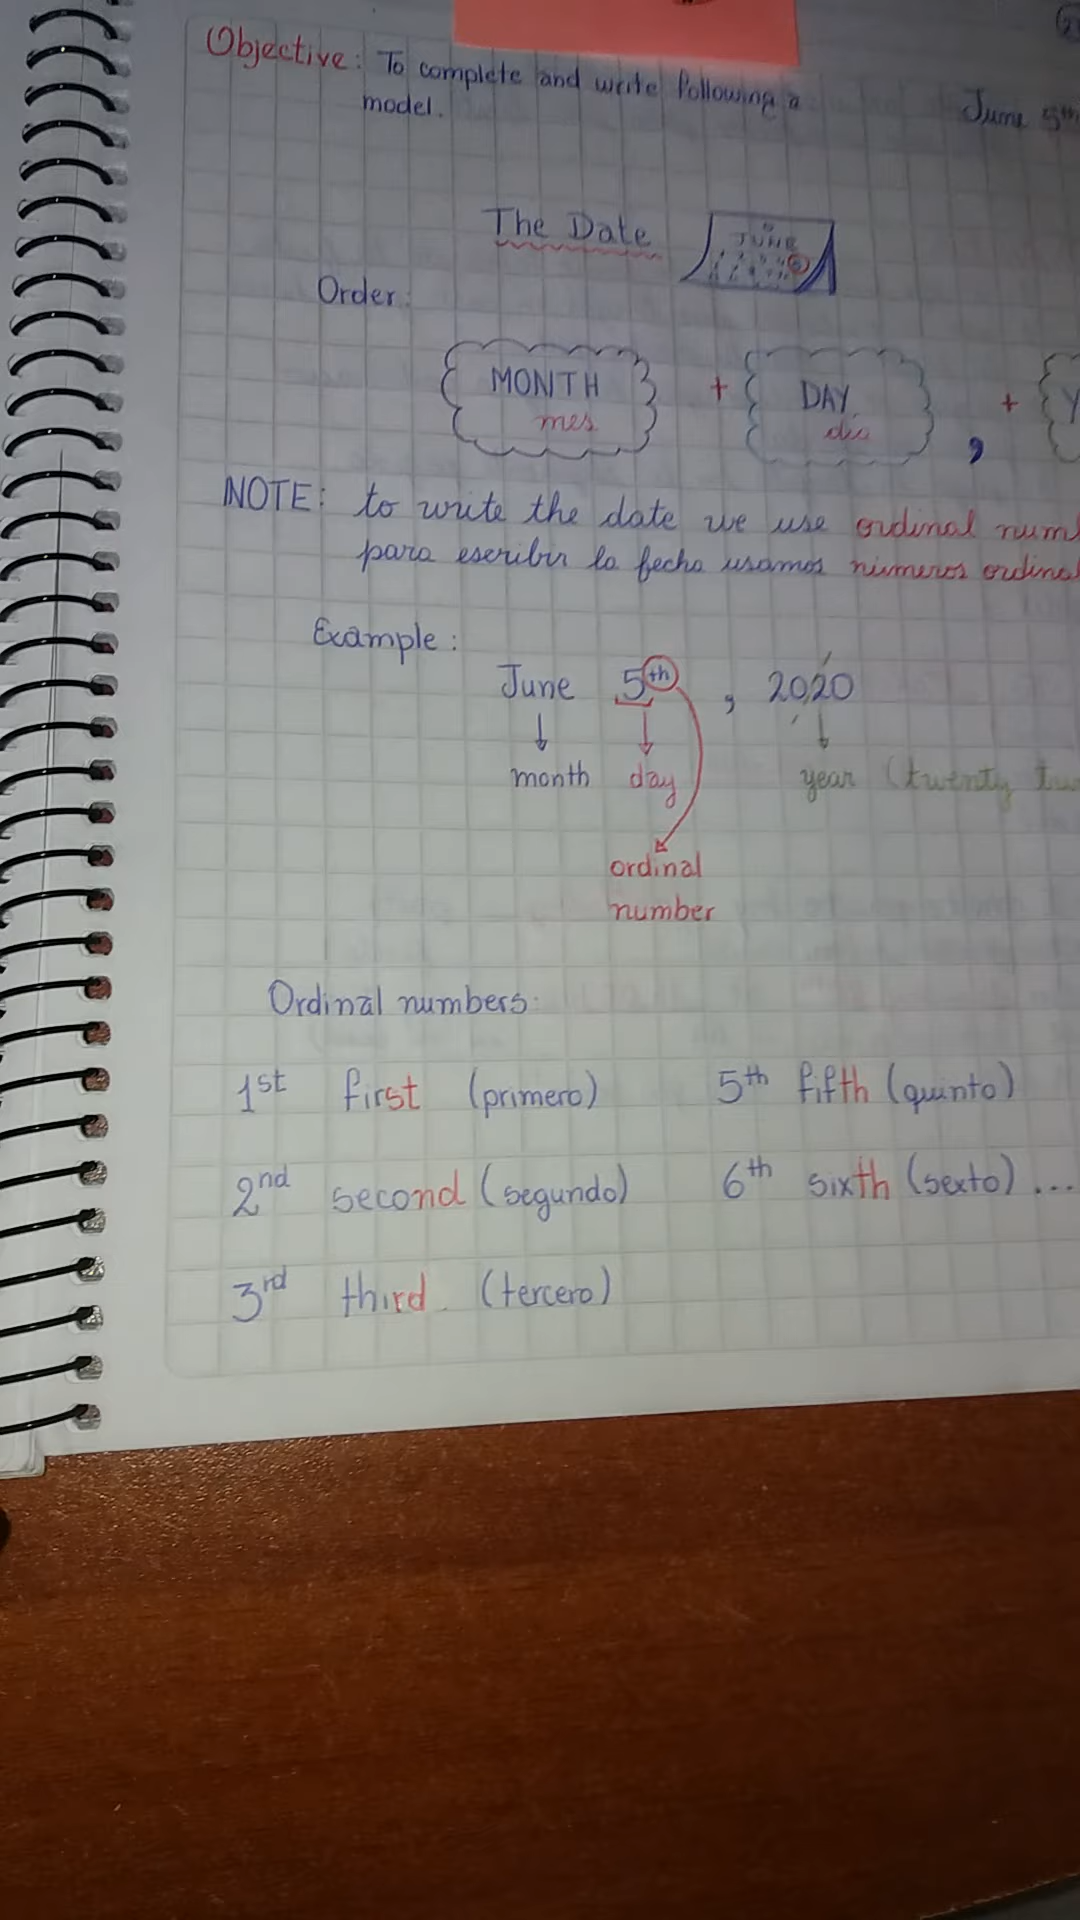 Objective: To complete and write following a
model.
June 5th
The Date
JUNE
Order:
MONTH + DAY, +
mes día
NOTE: to write the date we use ordinal num
para escribir la fecha usamos números ordinal
Example:
June 5th, 2020
month day year (twenty
ordinal
number
Ordinal numbers:
1st first (primero) 5th fifth (quinto)
2nd second (segundo) 6th sixth (sexto) ...
3rd third (tercero)